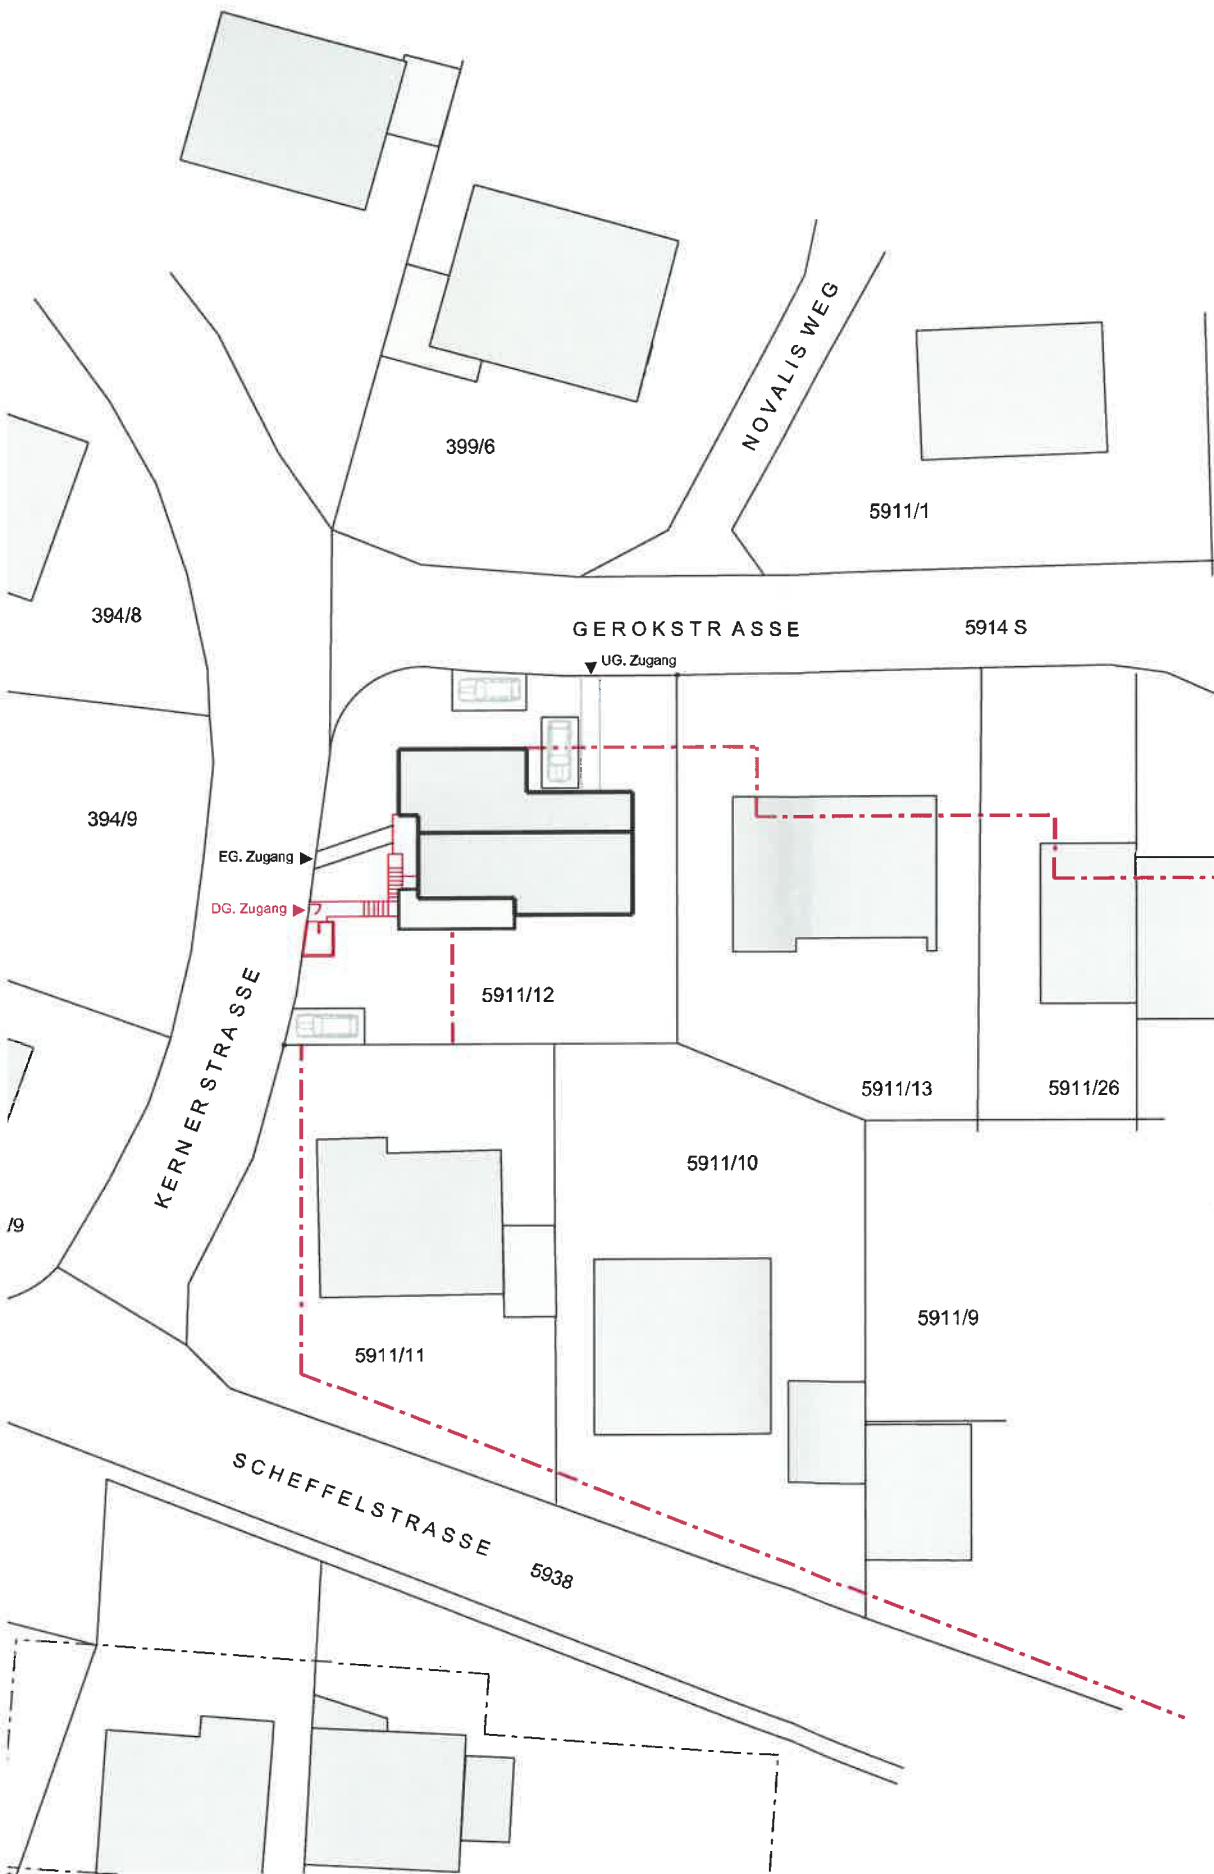 NOVALISWEG
399/6
5911/1
394/8
GEROKSTRASSE
5914 S
UG. Zugang
394/9
EG. Zugang
DG. Zugang
5911/12
KERNERSTRASSE
5911/13
5911/26
5911/10
/9
5911/9
5911/11
SCHEFFELSTRASSE
5938